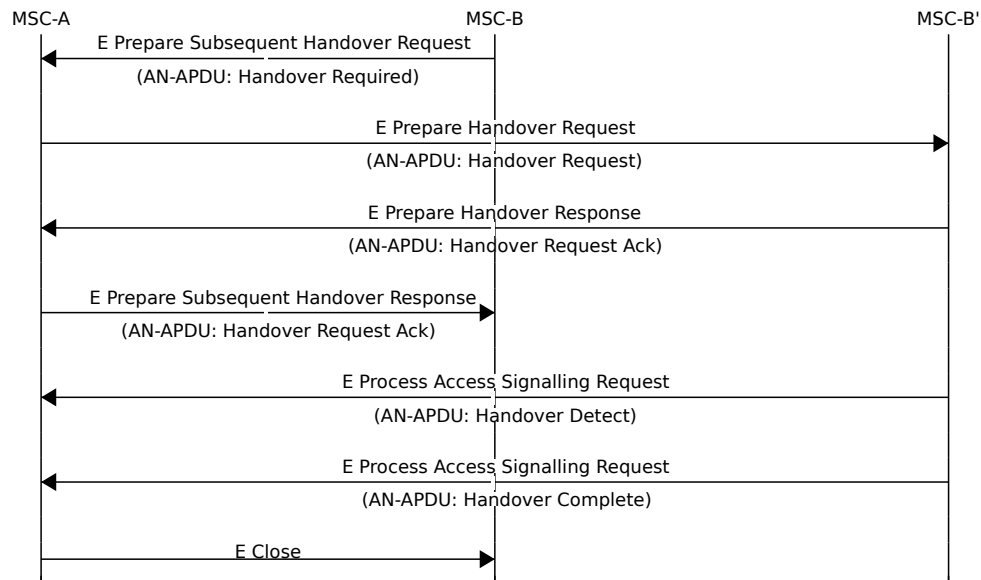 MSC-A MSC-B MSC-B'
E Prepare Subsequent Handover Request
(AN-APDU: Handover Required)
E Prepare Handover Request
(AN-APDU: Handover Request)
E Prepare Handover Response
(AN-APDU: Handover Request Ack)
E Prepare Subsequent Handover Response
(AN-APDU: Handover Request Ack)
E Process Access Signalling Request
(AN-APDU: Handover Detect)
E Process Access Signalling Request
(AN-APDU: Handover Complete)
E Close